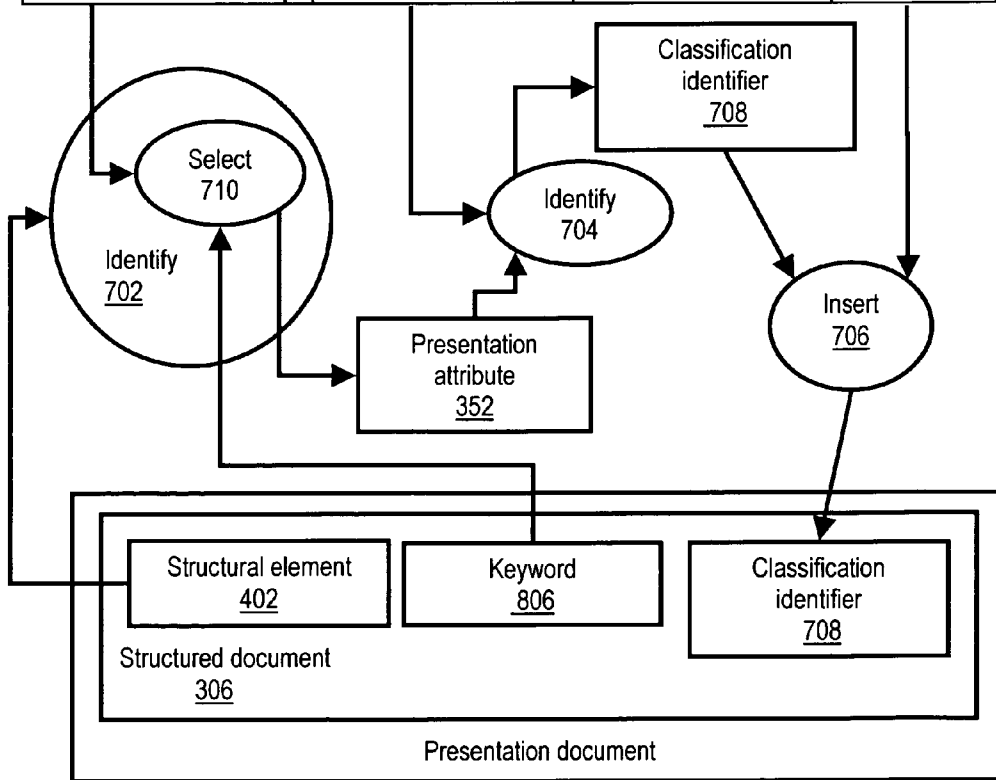 Classification
identifier
708
Select
710
Identify
704
Identify
702
Insert
706
Presentation
attribute
352
Structural element
402
Keyword
806
Classification
identifier
708
Structured document
306
Presentation document